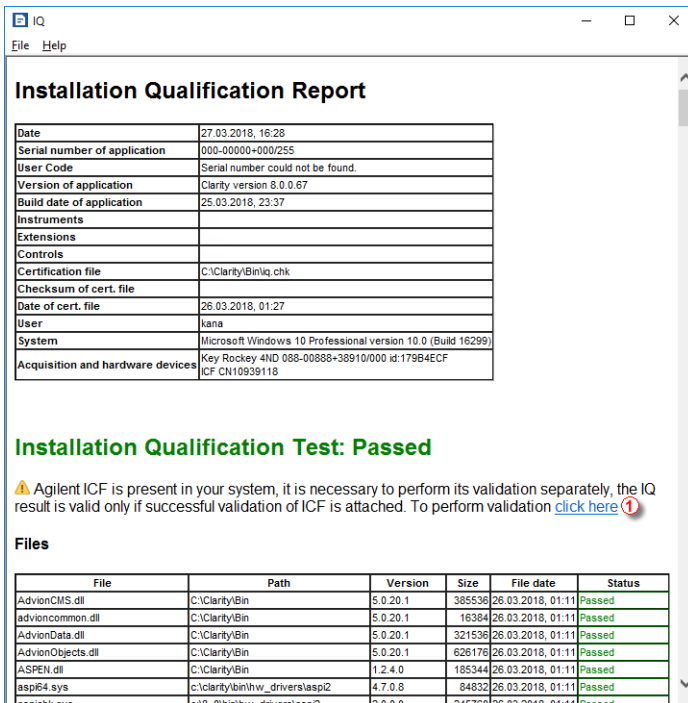 IQ
File Help
Installation Qualification Report
Date 27.03.2018, 16:28
Serial number of application 000-00000+000/255
User Code Serial number could not be found.
Version of application Clarity version 8.0.0.67
Build date of application 25.03.2018, 23:37
Instruments
Extensions
Controls
Certification file C:\Clarity\Bin\iq.chk
Checksum of cert. file
Date of cert. file 26.03.2018, 01:27
User kana
System Microsoft Windows 10 Professional version 10.0 (Build 16299)
Acquisition and hardware devices Key Rockey 4ND 088-00888+38910/000 id:179B4ECF
ICF CN10939118
Installation Qualification Test: Passed
Agilent ICF is present in your system, it is necessary to perform its validation separately, the IQ
result is valid only if successful validation of ICF is attached. To perform validation click here 1
Files
File Path Version Size File date Status
AdvionCMS.dll C:\Clarity\Bin 5.0.20.1 385536 26.03.2018, 01:11 Passed
advioncommon.dll C:\Clarity\Bin 5.0.20.1 16384 26.03.2018, 01:11 Passed
AdvionData.dll C:\Clarity\Bin 5.0.20.1 321536 26.03.2018, 01:11 Passed
AdvionObjects.dll C:\Clarity\Bin 5.0.20.1 626176 26.03.2018, 01:11 Passed
ASPEN.dll C:\Clarity\Bin 1.2.4.0 185344 26.03.2018, 01:11 Passed
aspi64.sys c:\clarity\bin\hw_drivers\aspi2 4.7.0.8 84832 26.03.2018, 01:11 Passed